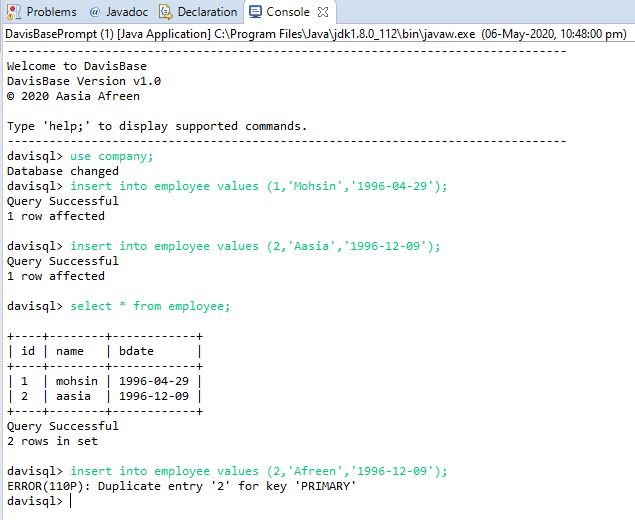 Problems @ Javadoc Declaration Console
DavisBasePrompt (1) [Java Application] C:\Program Files\Java\jdk1.8.0_112\bin\javaw.exe (06-May-2020, 10:48:00 pm)
--------------------------------------------------------------------------------
Welcome to DavisBase
DavisBase Version v1.0
© 2020 Aasia Afreen
Type 'help;' to display supported commands.
--------------------------------------------------------------------------------
davisql> use company;
Database changed
davisql> insert into employee values (1,'Mohsin','1996-04-29');
Query Successful
1 row affected
davisql> insert into employee values (2,'Aasia','1996-12-09');
Query Successful
1 row affected
davisql> select * from employee;
+----+--------+------------+
| id | name   | bdate      |
+----+--------+------------+
| 1  | mohsin | 1996-04-29 |
| 2  | aasia  | 1996-12-09 |
+----+--------+------------+
Query Successful
2 rows in set
davisql> insert into employee values (2,'Afreen','1996-12-09');
ERROR(110P): Duplicate entry '2' for key 'PRIMARY'
davisql>